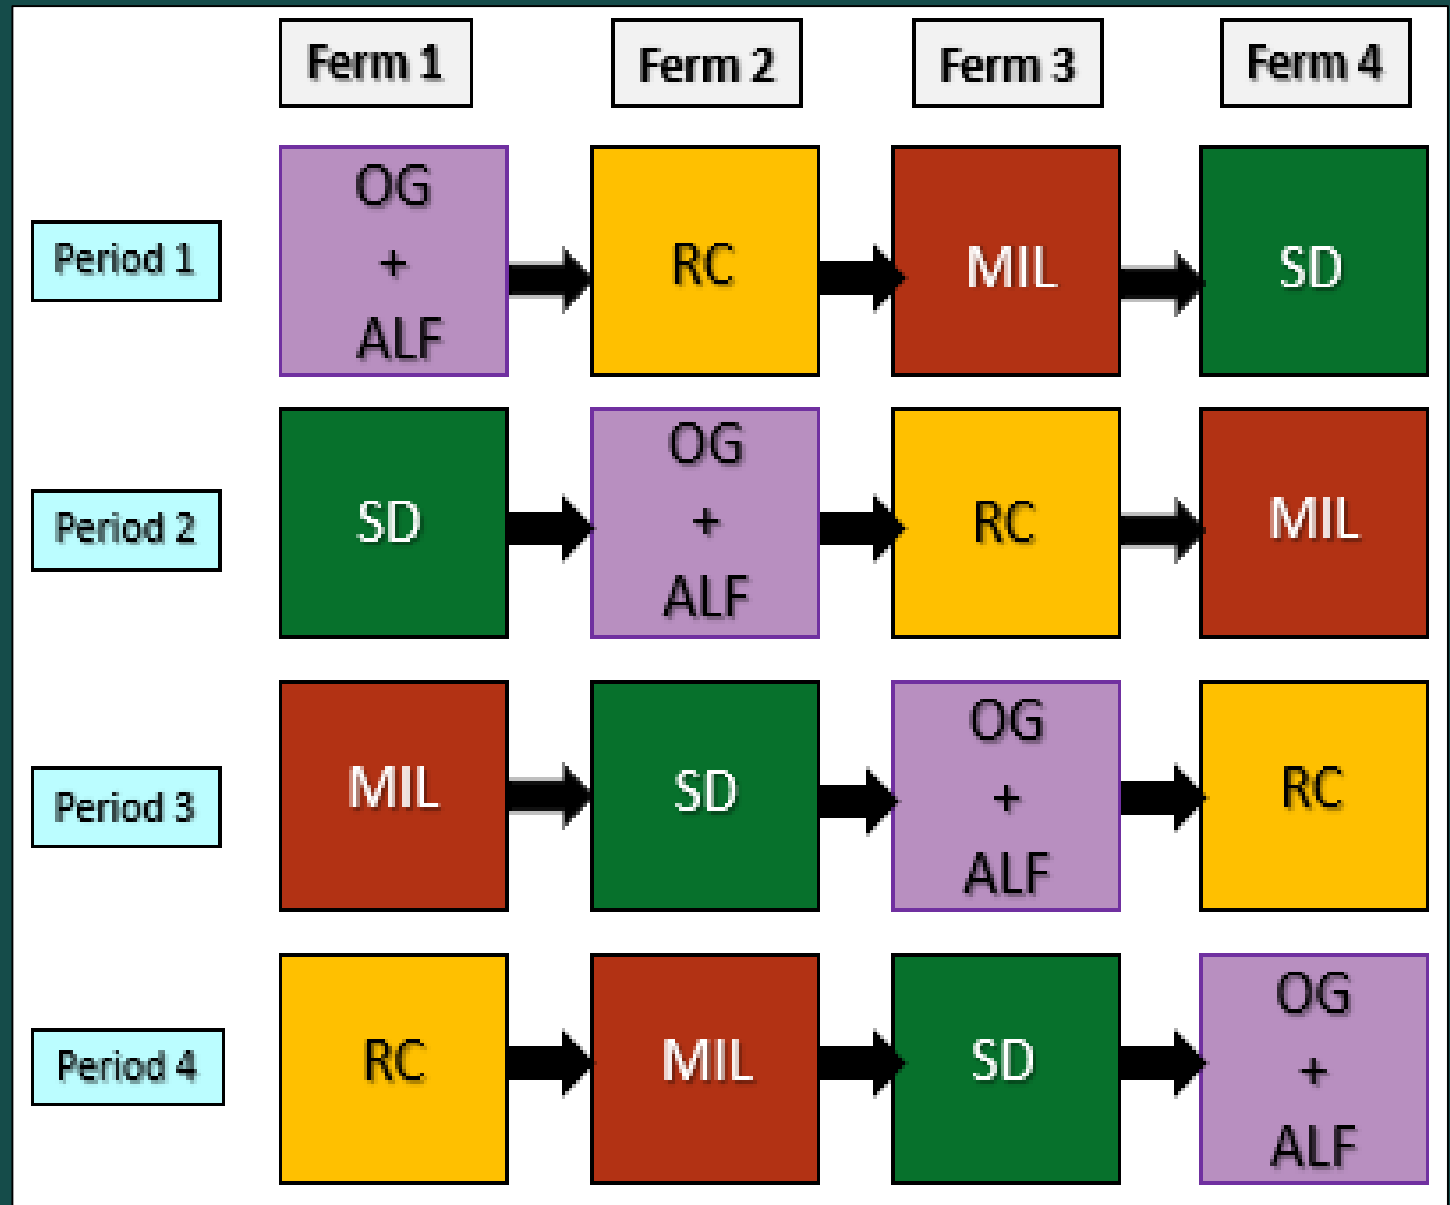 Ferm 1
Ferm 2
Ferm 3
Ferm 4
Period 1
OG
+
ALF
RC
MIL
SD
Period 2
SD
OG
+
ALF
RC
MIL
Period 3
MIL
SD
OG
+
ALF
RC
Period 4
RC
MIL
SD
OG
+
ALF